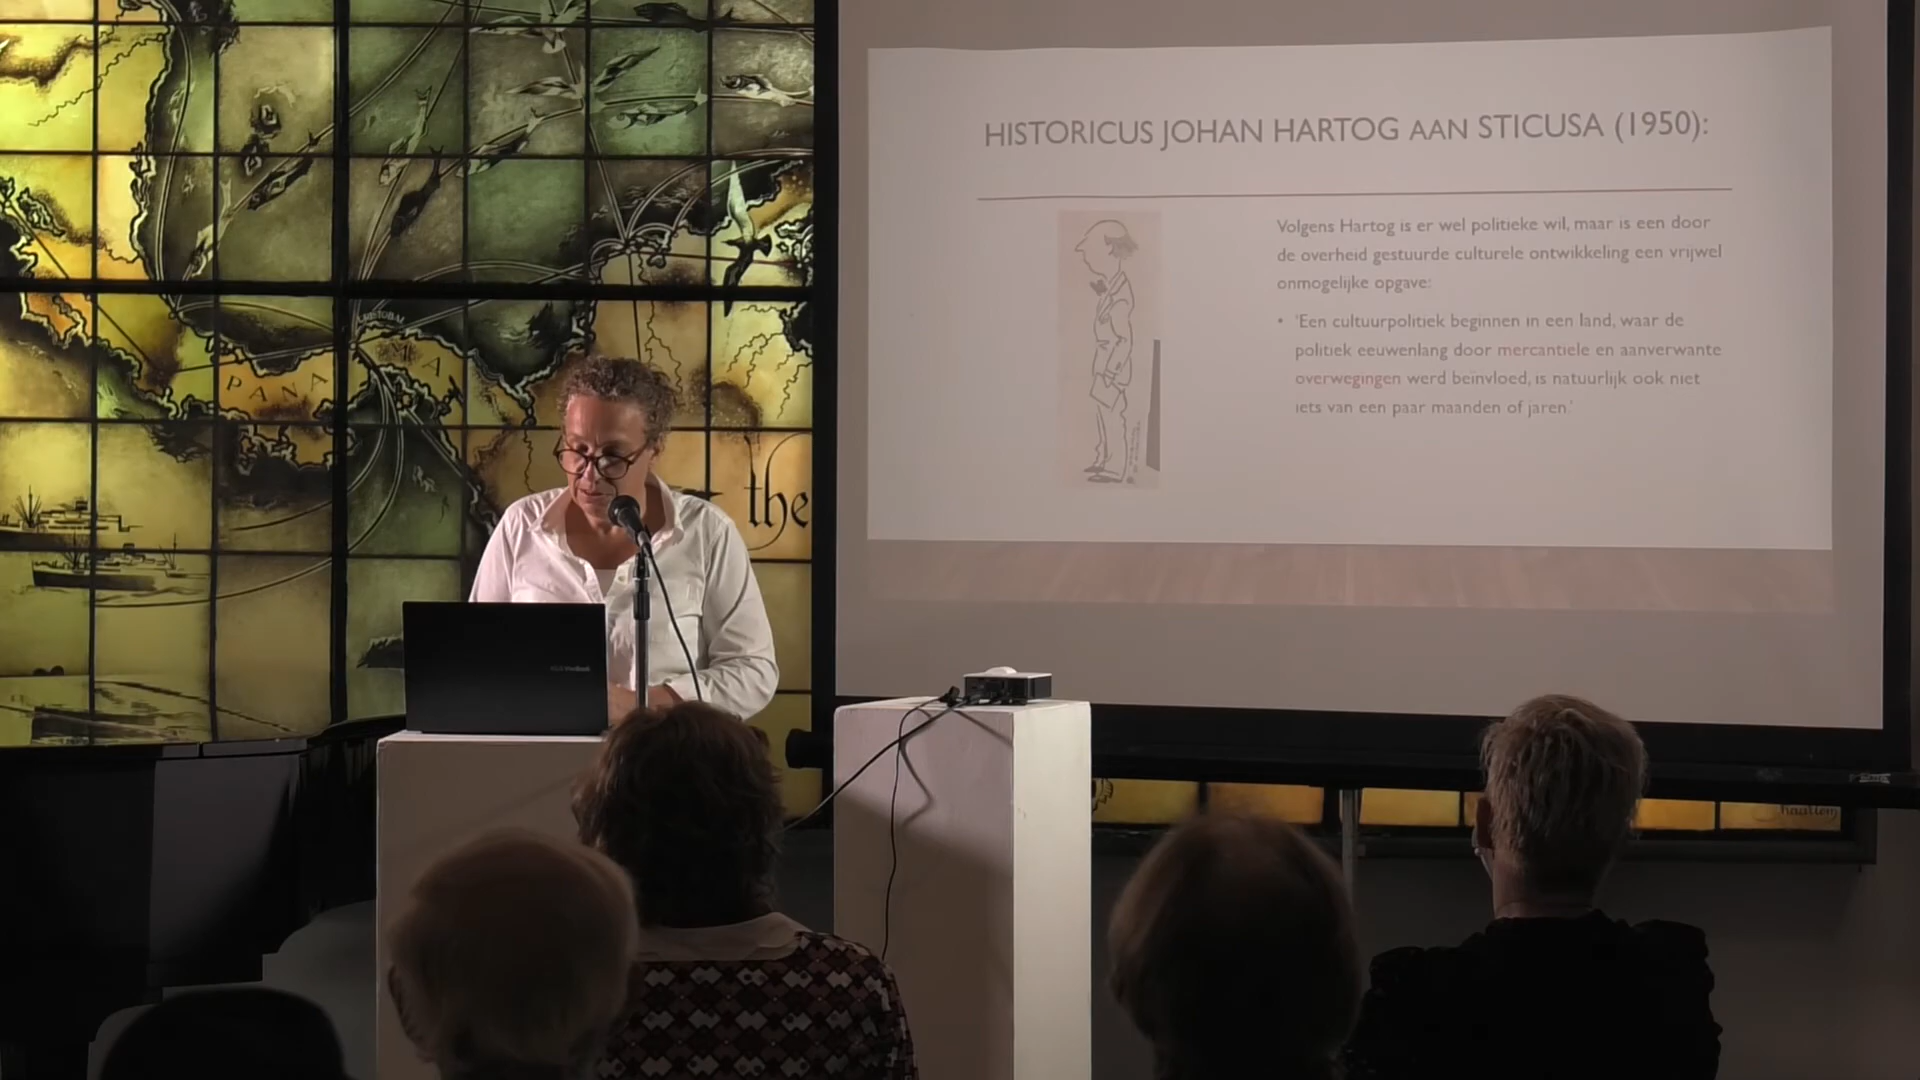 HISTORICUS JOHAN HARTOG AAN STICUSA (1950):
Volgens Hartog is er wel politieke wil, maar is een door
de overheid gestuurde culturele ontwikkeling een vrijwel
onmogelijke opgave:
• 'Een cultuurpolitiek beginnen in een land, waar de
politiek eeuwenlang door mercantiele en aanverwante
overwegingen werd beïnvloed, is natuurlijk ook niet
iets van een paar maanden of jaren.'
CRISTOBAL
PANAMA
the
haarlem